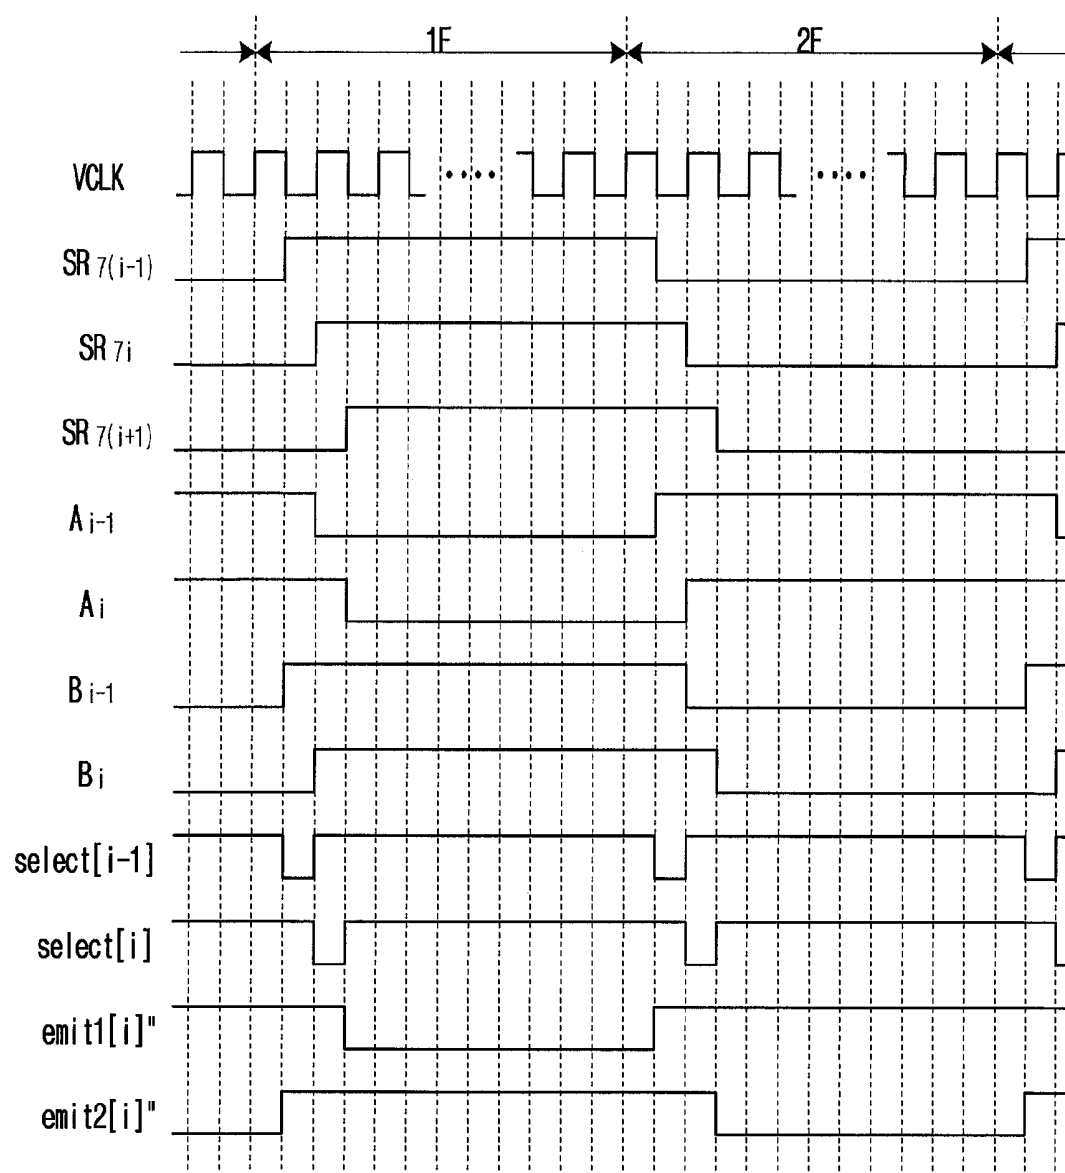 1F 2F
VCLK
SR 7(i-1)
SR 7i
SR 7(i+1)
A i-1
A i
B i-1
B i
select[i-1]
select[i]
emit1[i]"
emit2[i]"